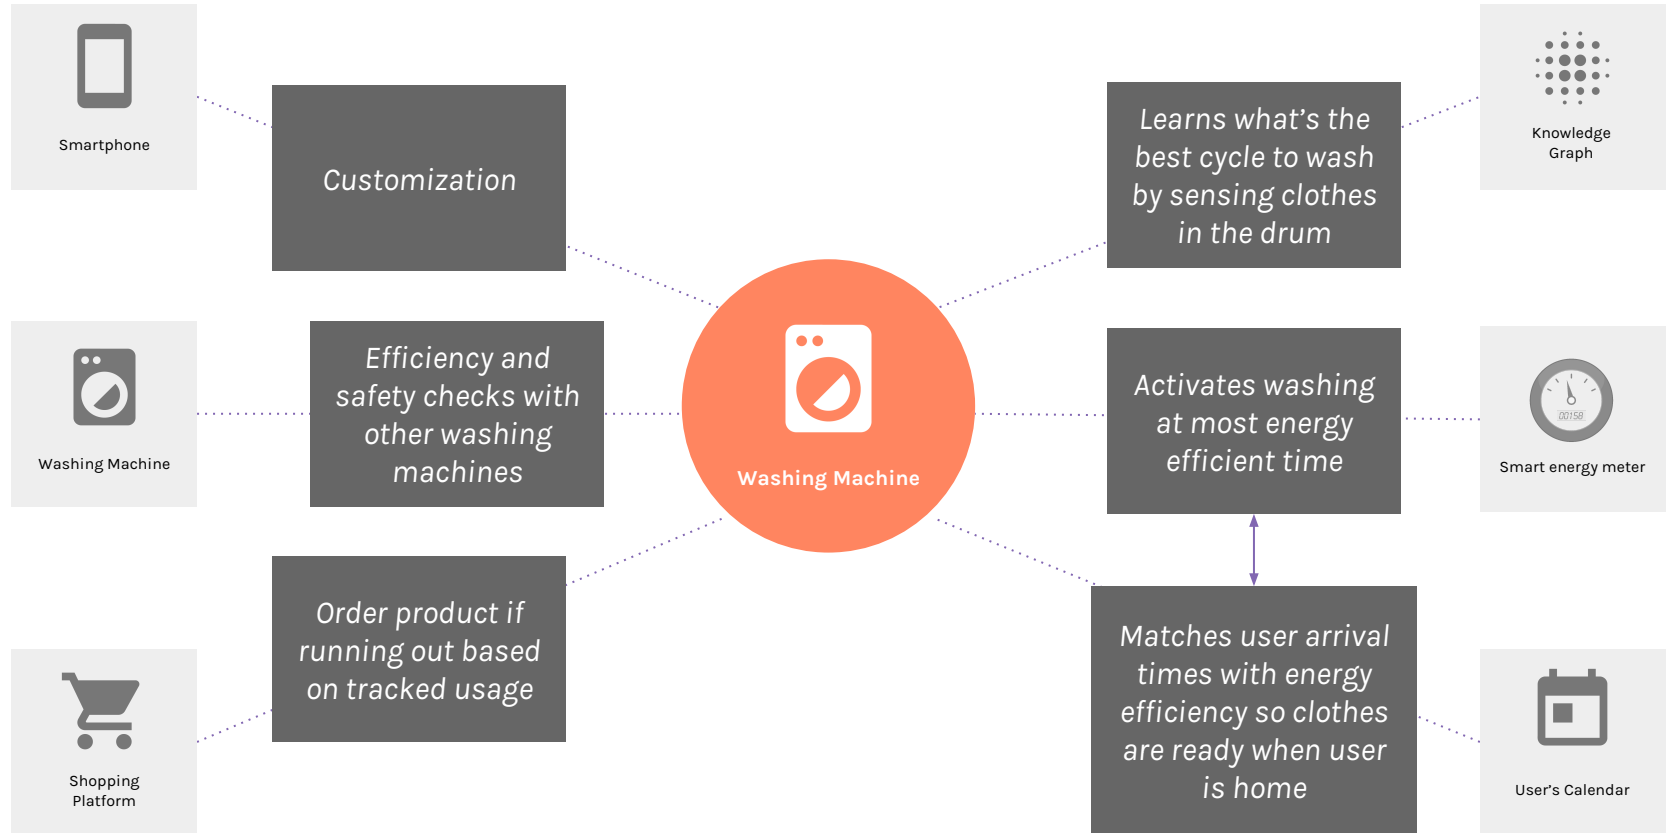 Smartphone
Customization
Learns what's the
best cycle to wash
by sensing clothes
in the drum
Knowledge
Graph
Washing Machine
Efficiency and
safety checks with
other washing
machines
Washing Machine
Activates washing
at most energy
efficient time
00158
Smart energy meter
Shopping
Platform
Order product if
running out based
on tracked usage
Matches user arrival
times with energy
efficiency so clothes
are ready when user
is home
User's Calendar